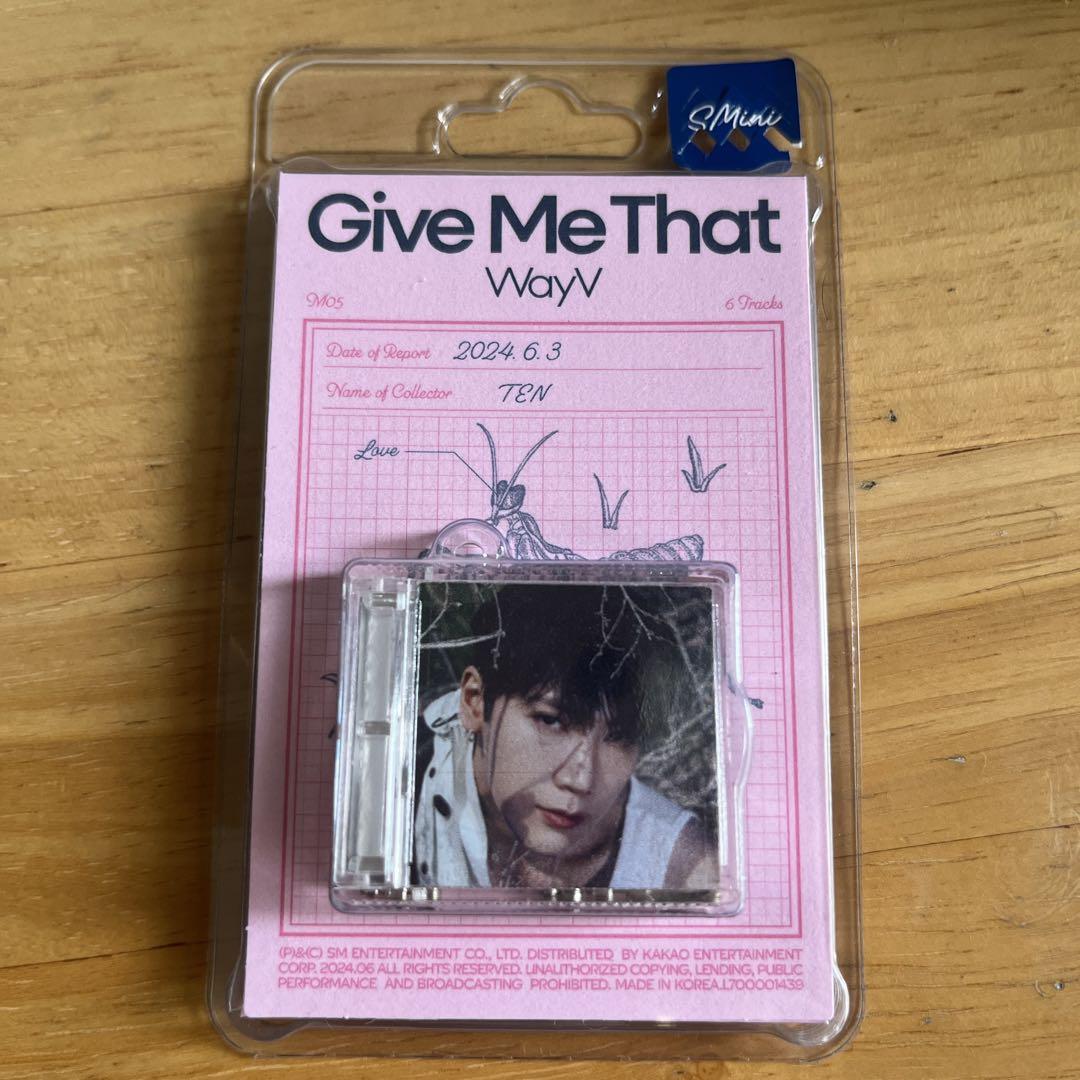 SMini
Give Me That
WayV
M05 6 Tracks
Date of Report 2024. 6. 3
Name of Collector TEN
Love
(P)&(C) SM ENTERTAINMENT CO., LTD. DISTRIBUTED BY KAKAO ENTERTAINMENT
CORP. 2024.06 ALL RIGHTS RESERVED. UNAUTHORIZED COPYING, LENDING, PUBLIC
PERFORMANCE AND BROADCASTING PROHIBITED. MADE IN KOREA.L700001439